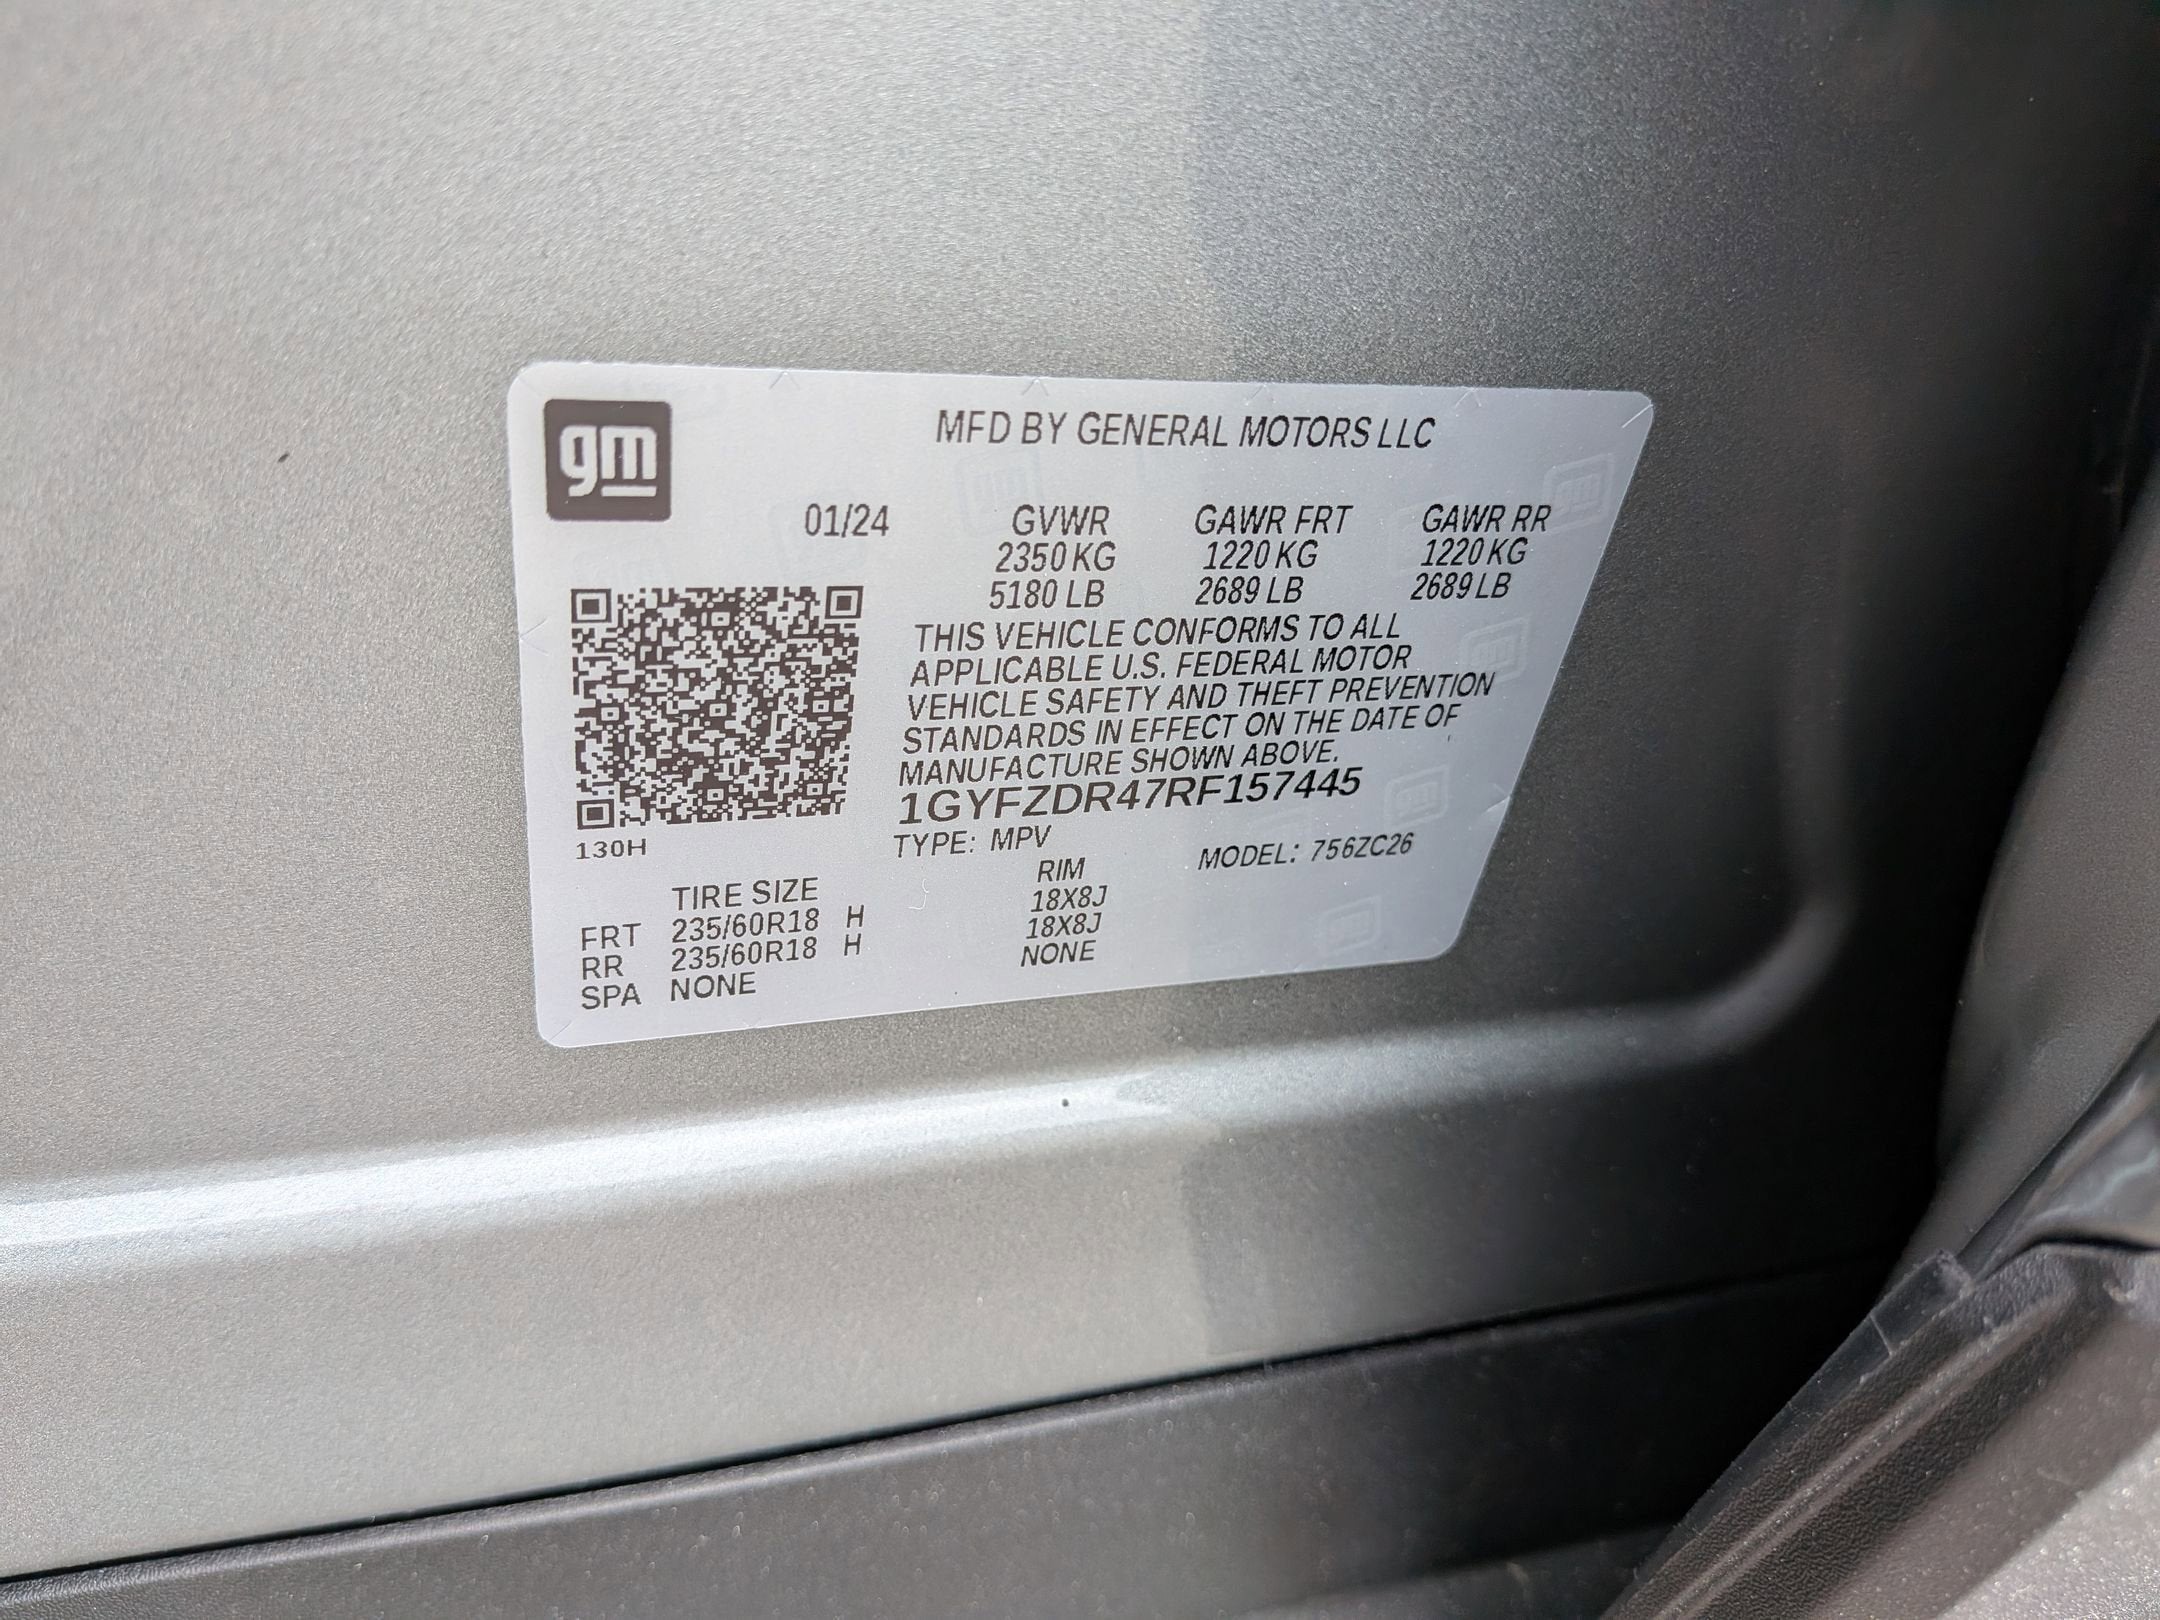 gm
MFD BY GENERAL MOTORS LLC
01/24 GVWR GAWR FRT GAWR RR
2350 KG 1220 KG 1220 KG
5180 LB 2689 LB 2689 LB
THIS VEHICLE CONFORMS TO ALL
APPLICABLE U.S. FEDERAL MOTOR
VEHICLE SAFETY AND THEFT PREVENTION
STANDARDS IN EFFECT ON THE DATE OF
MANUFACTURE SHOWN ABOVE.
1GYFZDR47RF157445
130H
TYPE: MPV MODEL: 756ZC26
TIRE SIZE RIM
FRT 235/60R18 H 18X8J
RR 235/60R18 H 18X8J
SPA NONE NONE